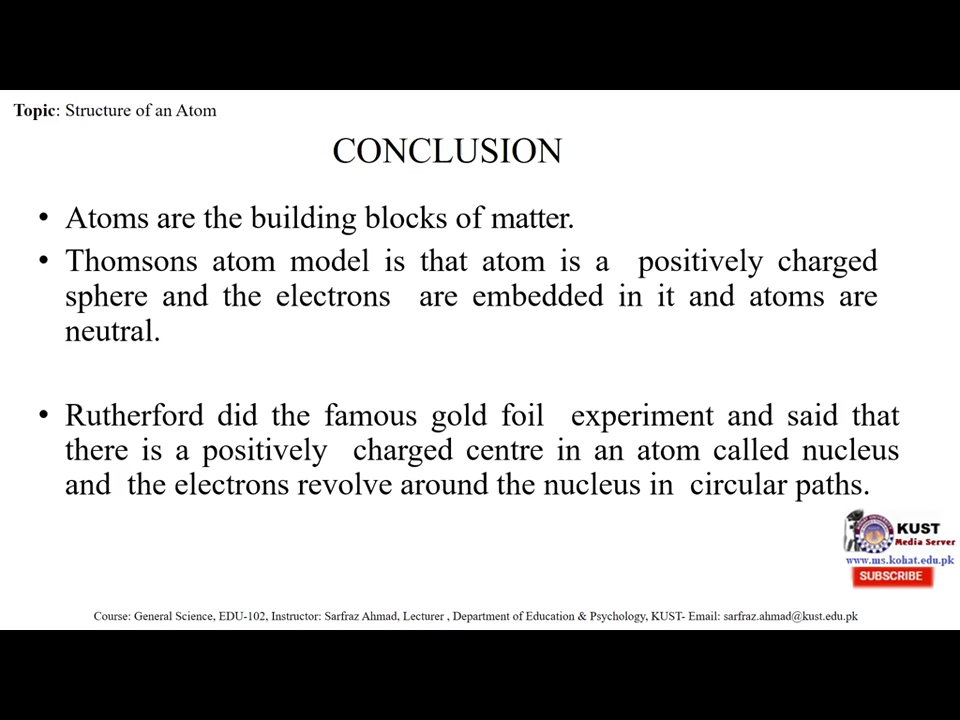 Topic: Structure of an Atom
CONCLUSION
• Atoms are the building blocks of matter.
• Thomsons atom model is that atom is a positively charged
sphere and the electrons are embedded in it and atoms are
neutral.
• Rutherford did the famous gold foil experiment and said that
there is a positively charged centre in an atom called nucleus
and the electrons revolve around the nucleus in circular paths.
KUST
Media Server
www.ms.kohat.edu.pk
SUBSCRIBE
Course: General Science, EDU-102, Instructor: Sarfraz Ahmad, Lecturer , Department of Education & Psychology, KUST- Email: sarfraz.ahmad@kust.edu.pk